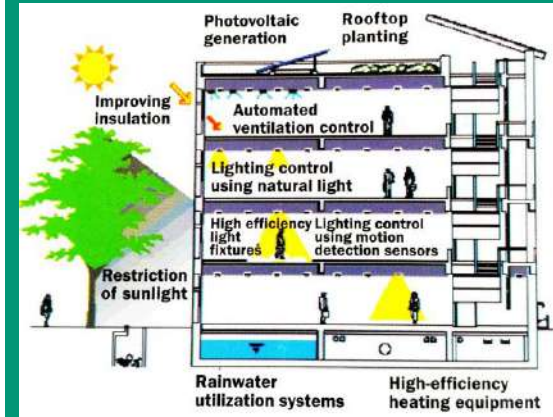 Photovoltaic
generation
Rooftop
planting
Improving
insulation
Automated
ventilation control
Lighting control
using natural light
High efficiency
light
fixtures
Lighting control
using motion
detection sensors
Restriction
of sunlight
Rainwater
utilization systems
High-efficiency
heating equipment